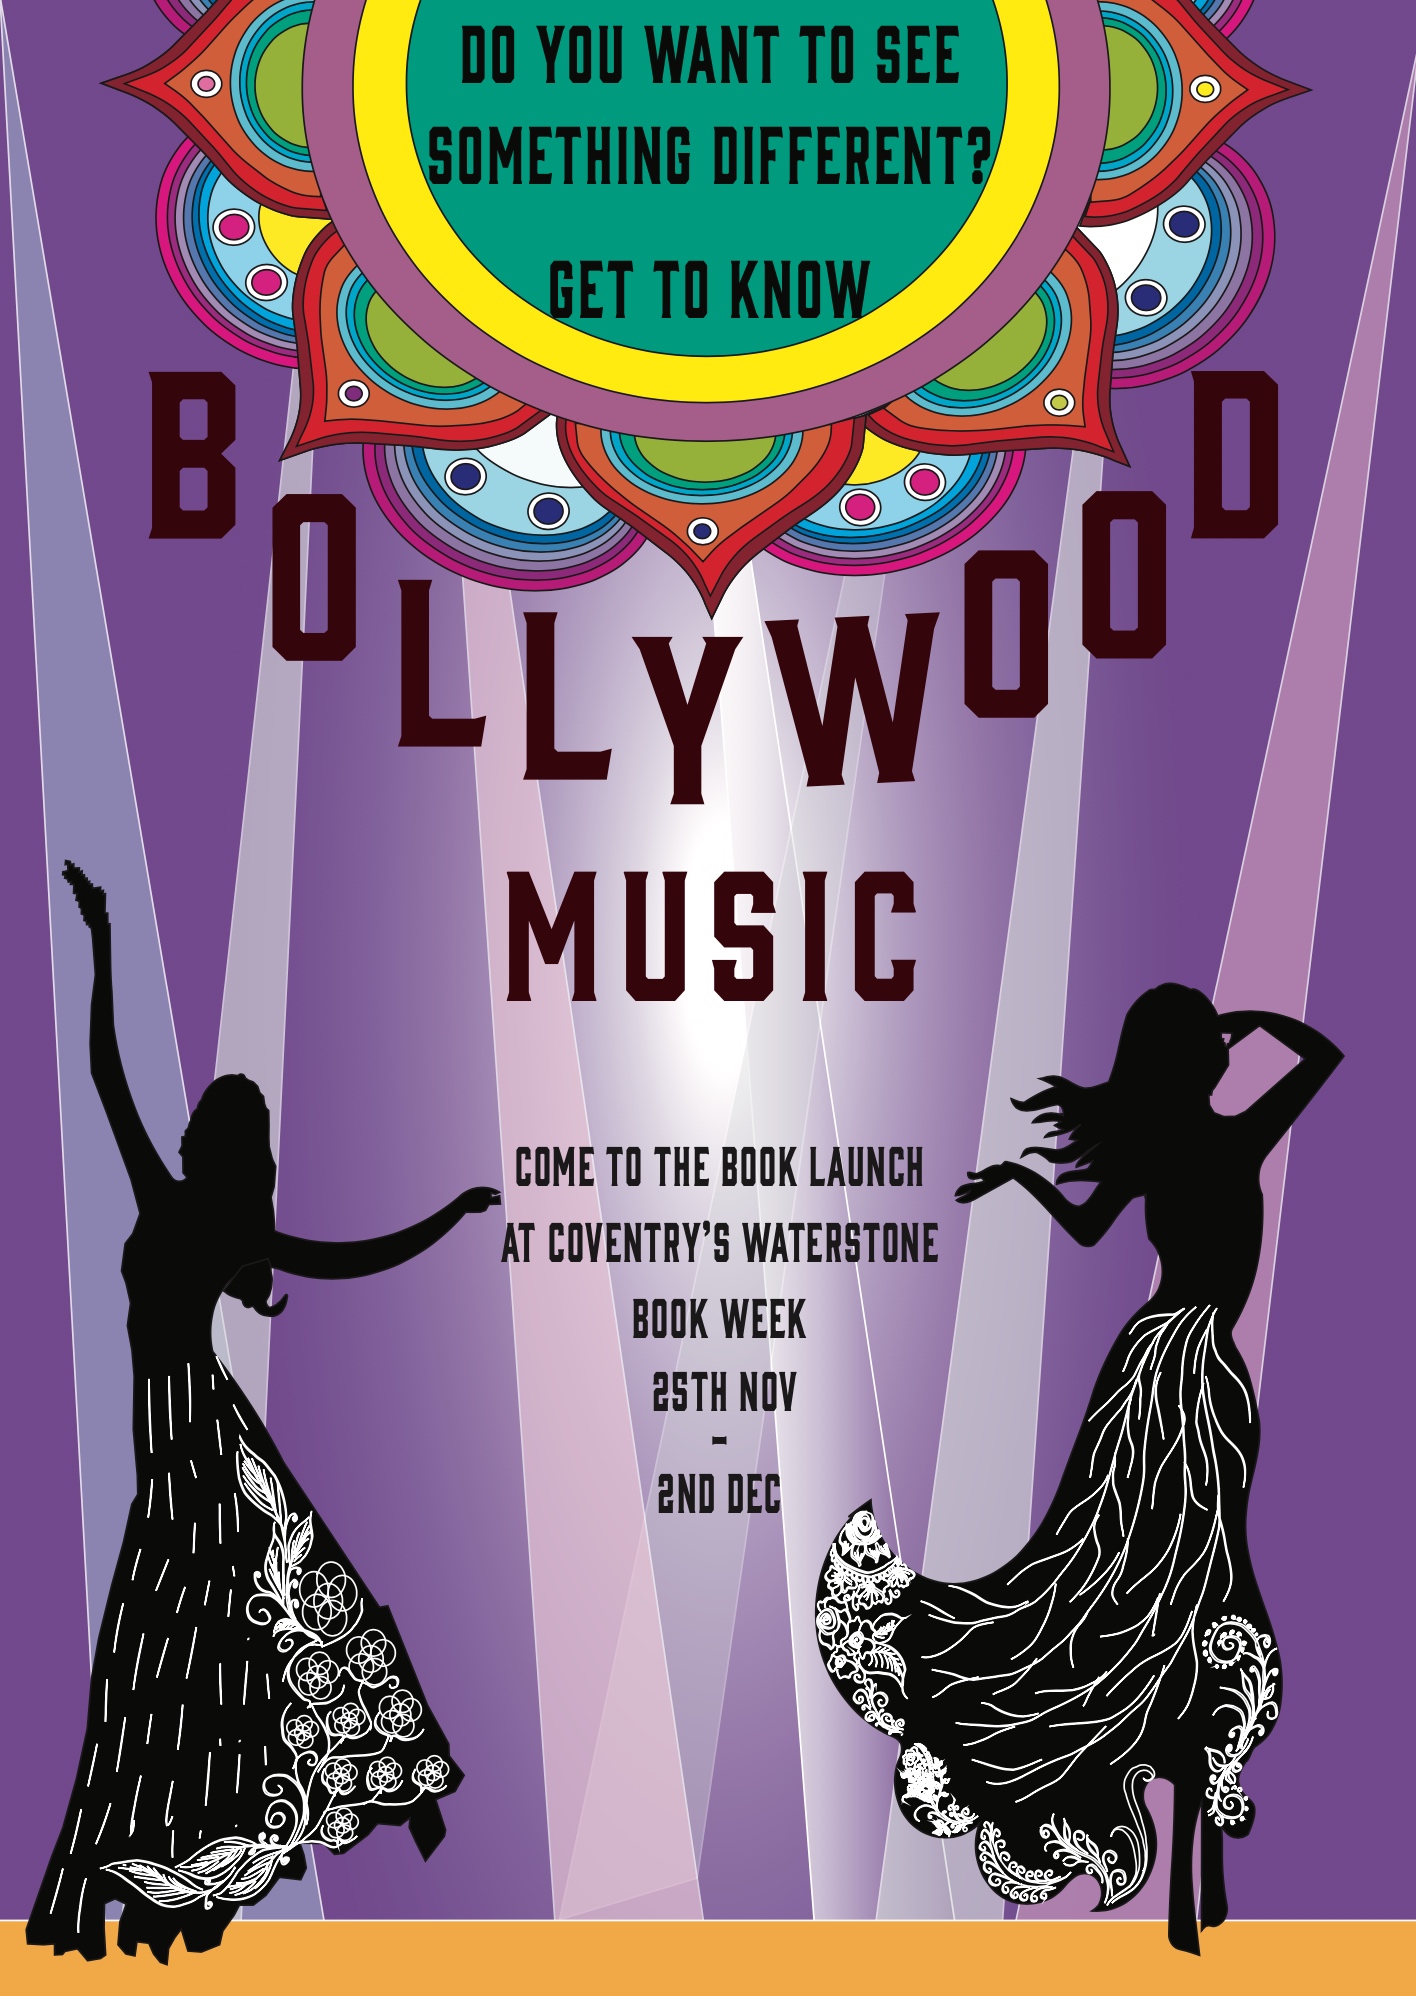 DO YOU WANT TO SEE
SOMETHING DIFFERENT?
GET TO KNOW
BOLLYWOOD
MUSIC
COME TO THE BOOK LAUNCH
AT COVENTRY'S WATERSTONE
BOOK WEEK
25TH NOV
-
2ND DEC